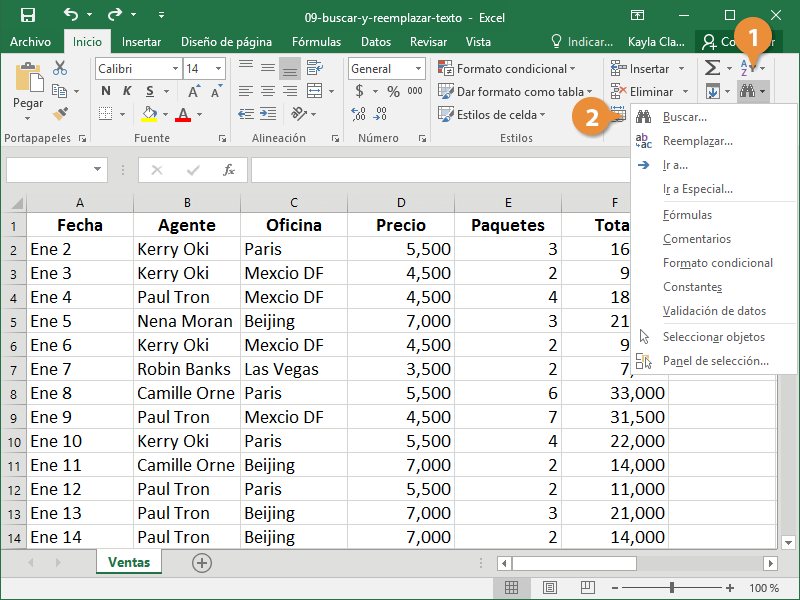 09-buscar-y-reemplazar-texto - Excel
Archivo Inicio Insertar Diseño de página Fórmulas Datos Revisar Vista Indicar... Kayla Cla...
1
Pegar
Calibri 14
N K S
A A
A
General
$ % 000
Formato condicional
Dar formato como tabla
Estilos de celda
Insertar
Eliminar
Portapapeles Fuente Alineación Número Estilos
2
Buscar...
Reemplazar...
Ir a...
Ir a Especial...
Fórmulas
Comentarios
Formato condicional
Constantes
Validación de datos
Seleccionar objetos
Panel de selección...
fx
A B C D E F
1 Fecha Agente Oficina Precio Paquetes Tota
2 Ene 2 Kerry Oki Paris 5,500 3 16
3 Ene 3 Kerry Oki Mexcio DF 4,500 2 9
4 Ene 4 Paul Tron Mexcio DF 4,500 4 18
5 Ene 5 Nena Moran Beijing 7,000 3 21
6 Ene 6 Kerry Oki Mexcio DF 4,500 2 9
7 Ene 7 Robin Banks Las Vegas 3,500 2 7,
8 Ene 8 Camille Orne Paris 5,500 6 33,000
9 Ene 9 Paul Tron Mexcio DF 4,500 7 31,500
10 Ene 10 Kerry Oki Paris 5,500 4 22,000
11 Ene 11 Camille Orne Beijing 7,000 2 14,000
12 Ene 12 Paul Tron Paris 5,500 2 11,000
13 Ene 13 Paul Tron Beijing 7,000 3 21,000
14 Ene 14 Paul Tron Beijing 7,000 2 14,000
Ventas
100 %